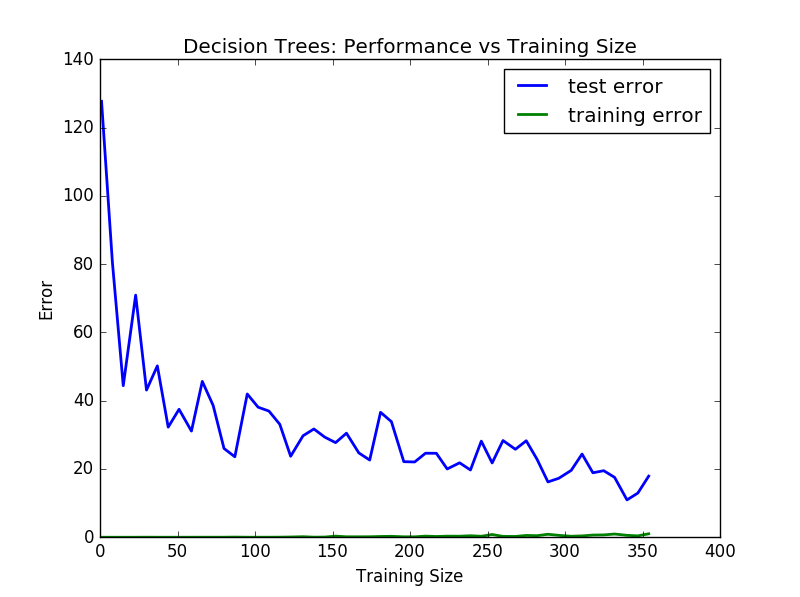 Decision Trees: Performance vs Training Size
140
120
100
80
60
40
20
0
Error
test error
training error
0 50 100 150 200 250 300 350 400
Training Size